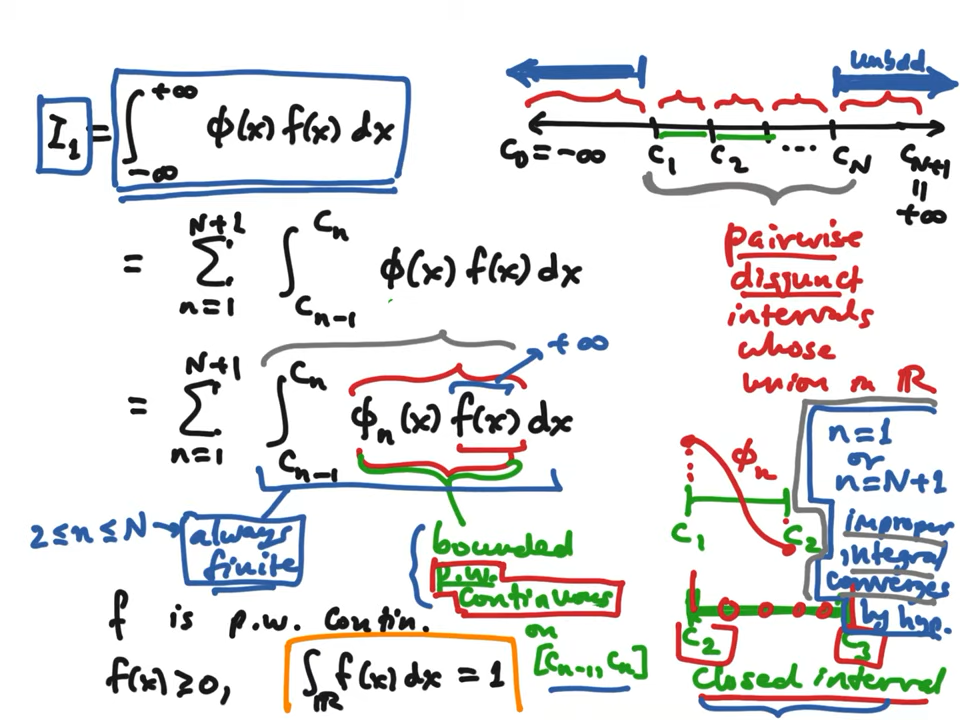 I₁ = ∫_{-∞}^{+∞} ϕ(x) f(x) dx
= Σ_{n=1}^{N+1} ∫_{C_{n-1}}^{C_n} ϕ(x) f(x) dx
= Σ_{n=1}^{N+1} ∫_{C_{n-1}}^{C_n} ϕ_n(x) f(x) dx
+∞
2 ≤ n ≤ N → always
finite
bounded
p.w.
continuous
on
[C_{n-1}, C_n]
f is p.w. contin.
f(x) ≥ 0, ∫_ℝ f(x) dx = 1
unbdd
C₀ = -∞ C₁ C₂ ... C_N C_{N+1}
=
+∞
pairwise
disjunct
intervals
whose
union in ℝ
ϕ_n
C₁ C₂
n=1
or
n=N+1
improper
integral
converges
by hyp.
C₂ C₃
closed interval